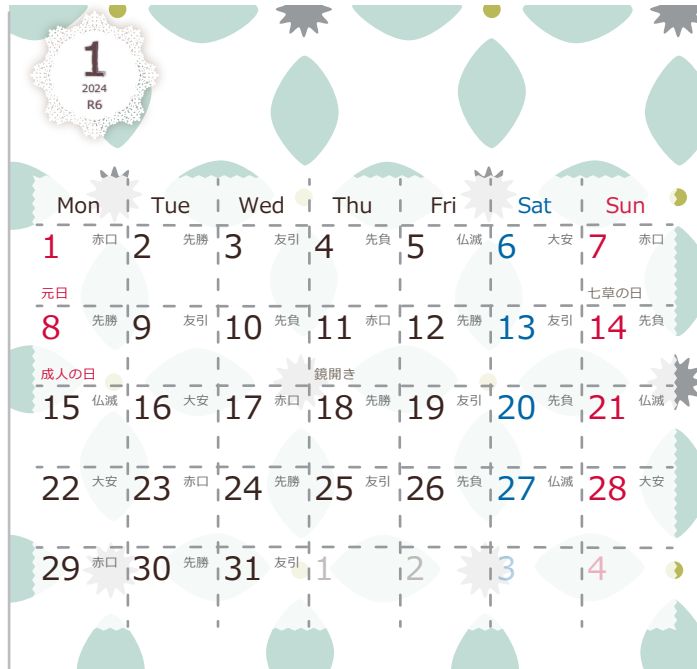 1
2024
R6
Mon Tue Wed Thu Fri Sat Sun
1 赤口 2 先勝 3 友引 4 先負 5 仏滅 6 大安 7 赤口
元日 七草の日
8 先勝 9 友引 10 先負 11 赤口 12 先勝 13 友引 14 先負
成人の日 鏡開き
15 仏滅 16 大安 17 赤口 18 先勝 19 友引 20 先負 21 仏滅
22 大安 23 赤口 24 先勝 25 友引 26 先負 27 仏滅 28 大安
29 赤口 30 先勝 31 友引 1 2 3 4